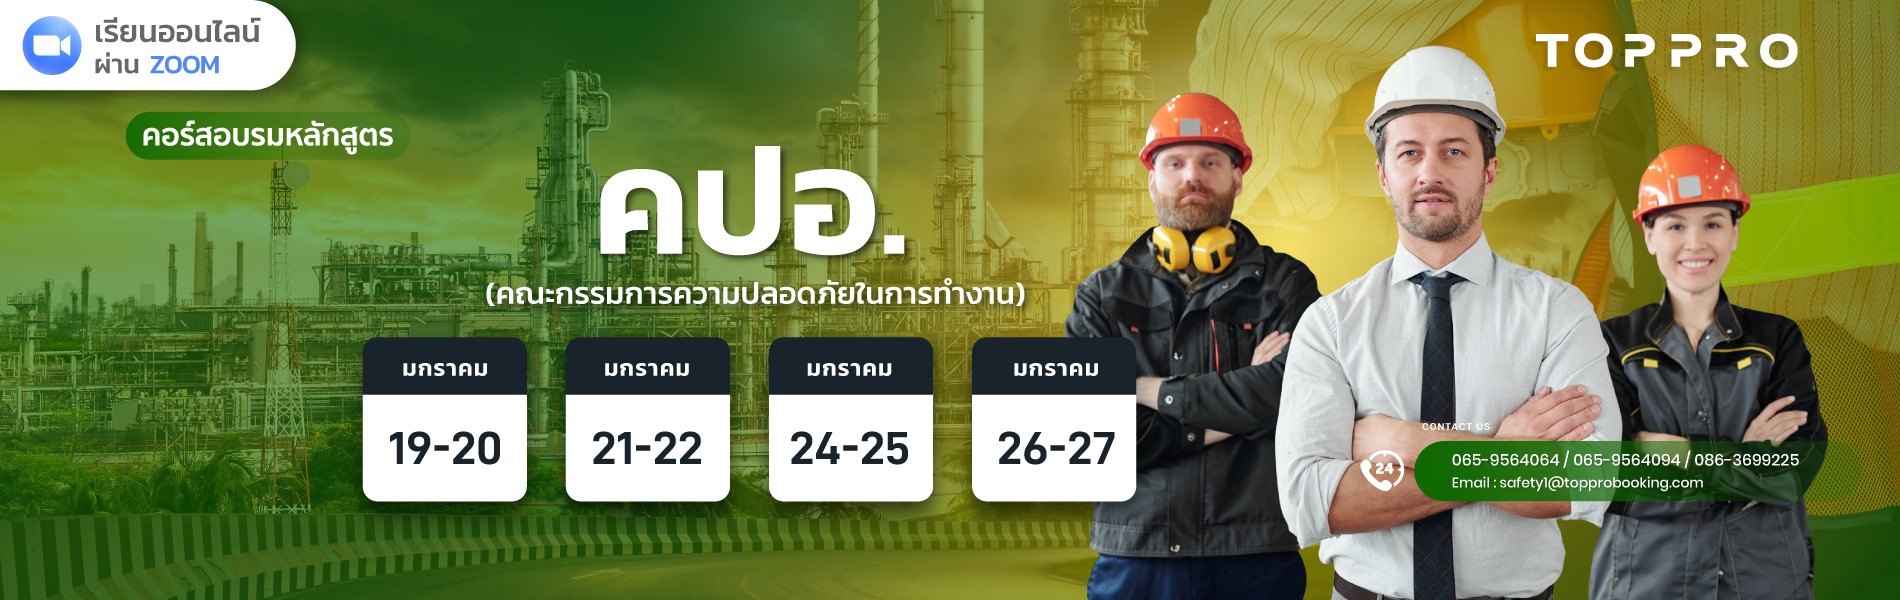 เรียนออนไลน์
ผ่าน ZOOM
TOPPRO
คอร์สอบรมหลักสูตร
คปอ.
(คณะกรรมการความปลอดภัยในการทำงาน)
มกราคม
19-20
มกราคม
21-22
มกราคม
24-25
มกราคม
26-27
CONTACT US
24
065-9564064 / 065-9564094 / 086-3699225
Email : safety1@topprobooking.com